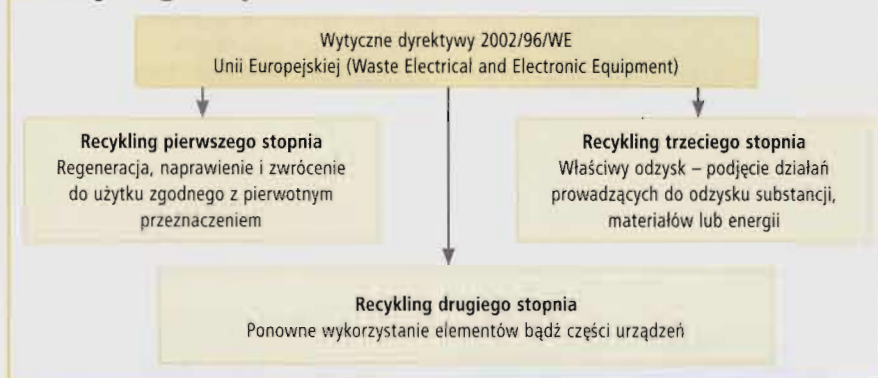 Wytyczne dyrektywy 2002/96/WE
Unii Europejskiej (Waste Electrical and Electronic Equipment)
Recykling pierwszego stopnia
Regeneracja, naprawienie i zwrócenie
do użytku zgodnego z pierwotnym
przeznaczeniem
Recykling trzeciego stopnia
Właściwy odzysk – podjęcie działań
prowadzących do odzysku substancji,
materiałów lub energii
Recykling drugiego stopnia
Ponowne wykorzystanie elementów bądź części urządzeń